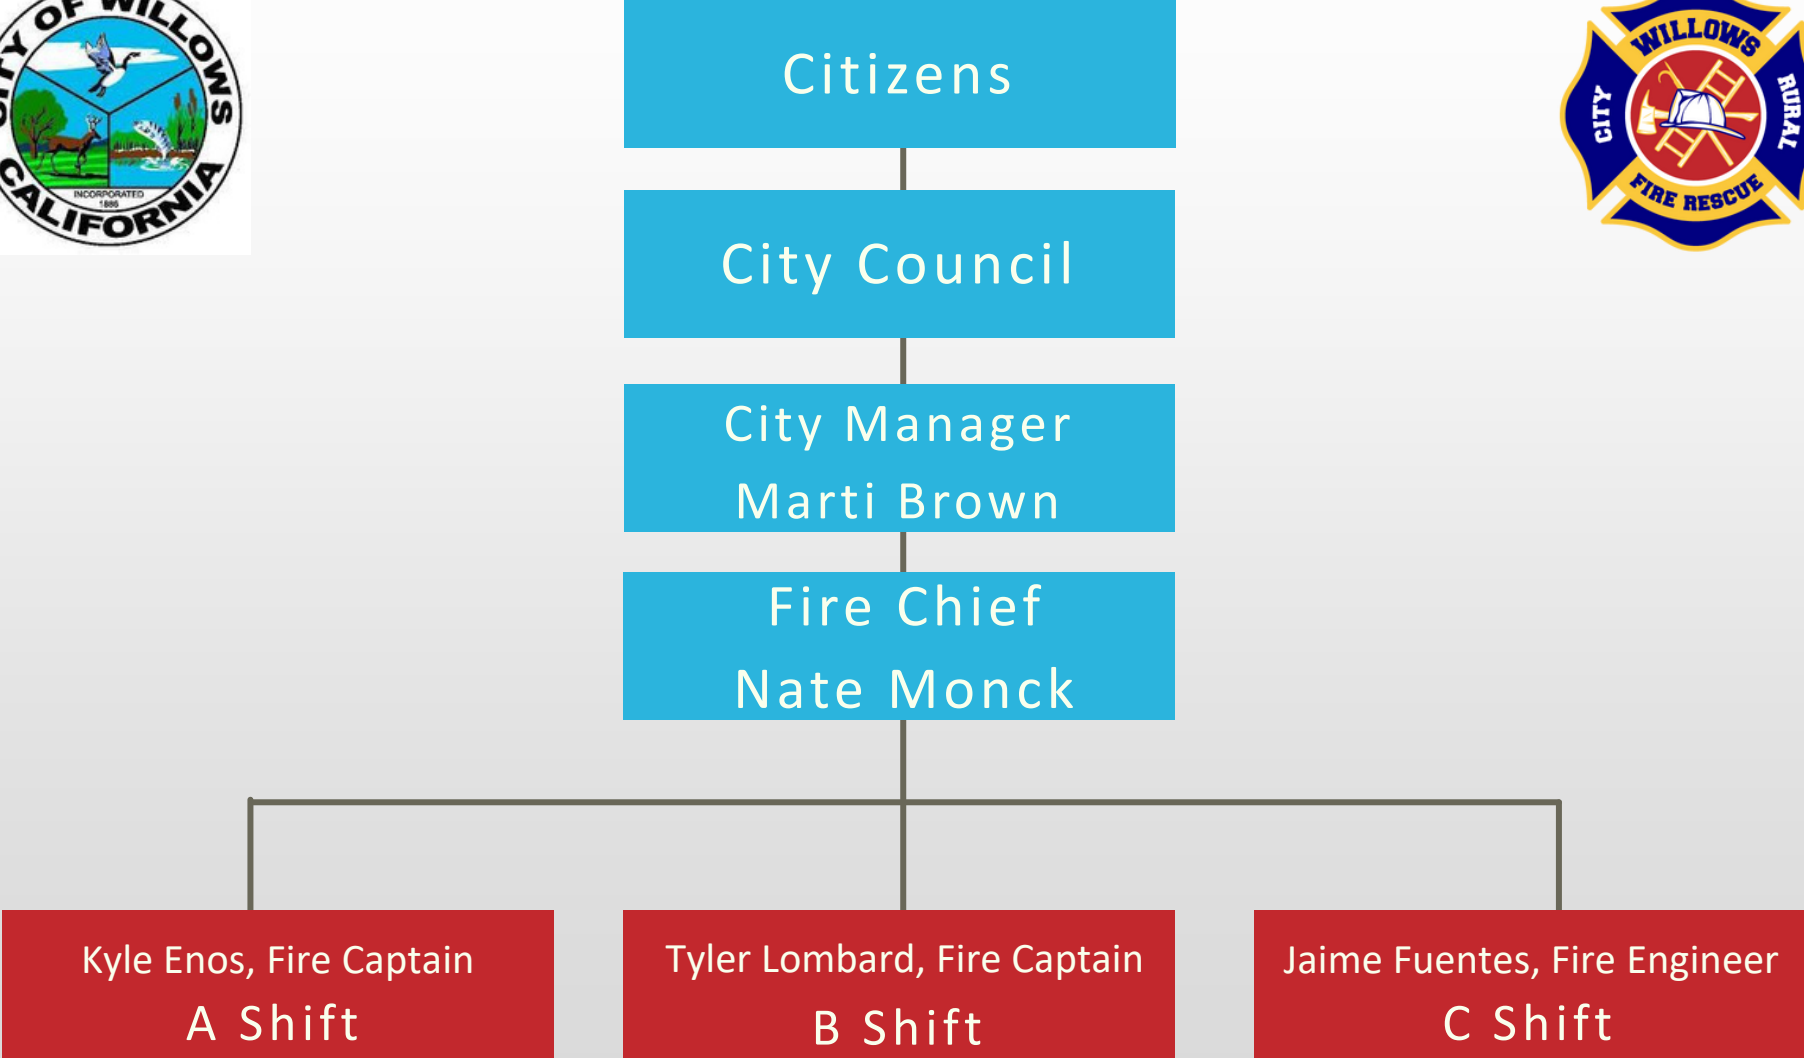 CITY OF WILLOWS
CALIFORNIA
INCORPORATED
1886
WILLOWS
CITY
RURAL
FIRE RESCUE
Citizens
City Council
City Manager
Marti Brown
Fire Chief
Nate Monck
Kyle Enos, Fire Captain
A Shift
Tyler Lombard, Fire Captain
B Shift
Jaime Fuentes, Fire Engineer
C Shift